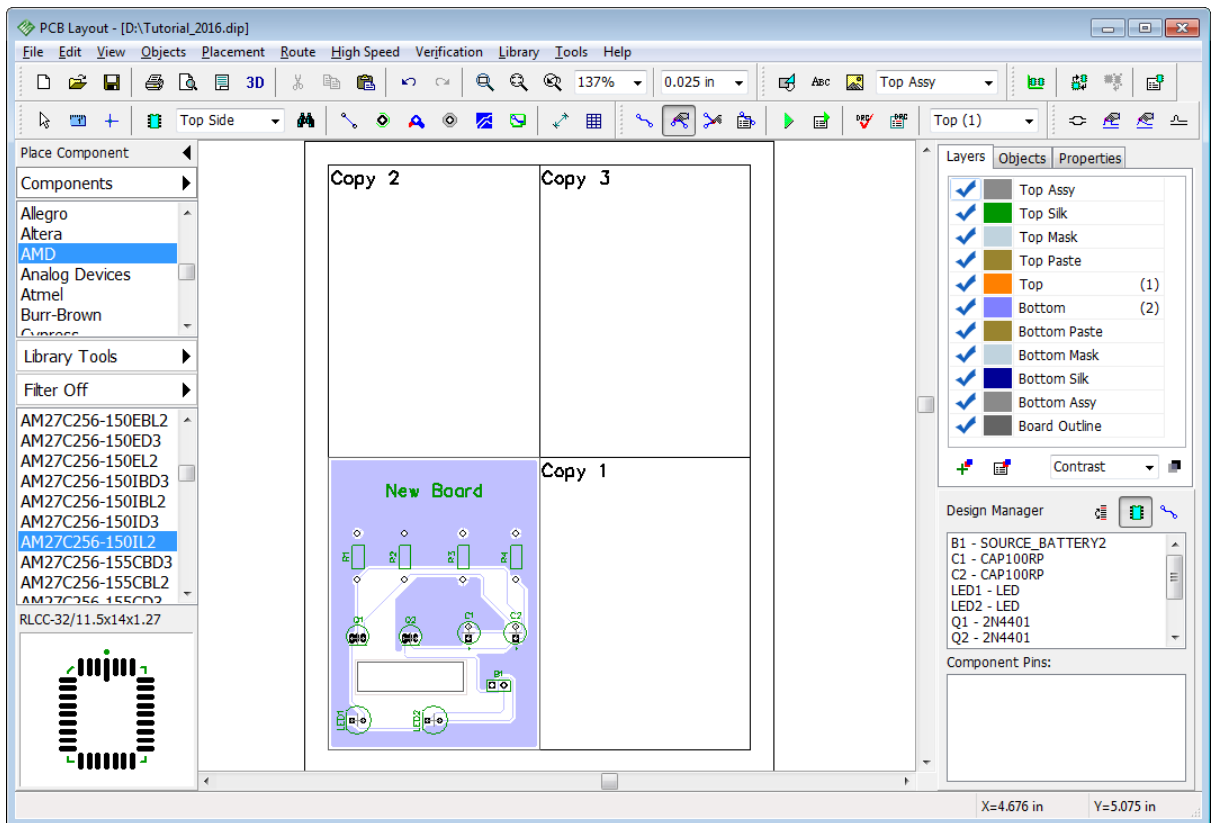 PCB Layout - [D:\Tutorial_2016.dip]
File Edit View Objects Placement Route High Speed Verification Library Tools Help
3D 137% 0.025 in ABC Top Assy
Top Side DRC DRC Top (1)
Place Component
Components
Allegro
Altera
AMD
Analog Devices
Atmel
Burr-Brown
Cypress
Library Tools
Filter Off
AM27C256-150EBL2
AM27C256-150ED3
AM27C256-150EL2
AM27C256-150IBD3
AM27C256-150IBL2
AM27C256-150ID3
AM27C256-150IL2
AM27C256-155CBD3
AM27C256-155CBL2
AM27C256-155CD3
RLCC-32/11.5x14x1.27
Copy 2 Copy 3
Copy 1
New Board
R1 R2 R3 R4
Q1 Q2 C1 C2
B1
LED1 LED2
Layers Objects Properties
Top Assy
Top Silk
Top Mask
Top Paste
Top (1)
Bottom (2)
Bottom Paste
Bottom Mask
Bottom Silk
Bottom Assy
Board Outline
Contrast
Design Manager
B1 - SOURCE_BATTERY2
C1 - CAP100RP
C2 - CAP100RP
LED1 - LED
LED2 - LED
Q1 - 2N4401
Q2 - 2N4401
Component Pins:
X=4.676 in Y=5.075 in